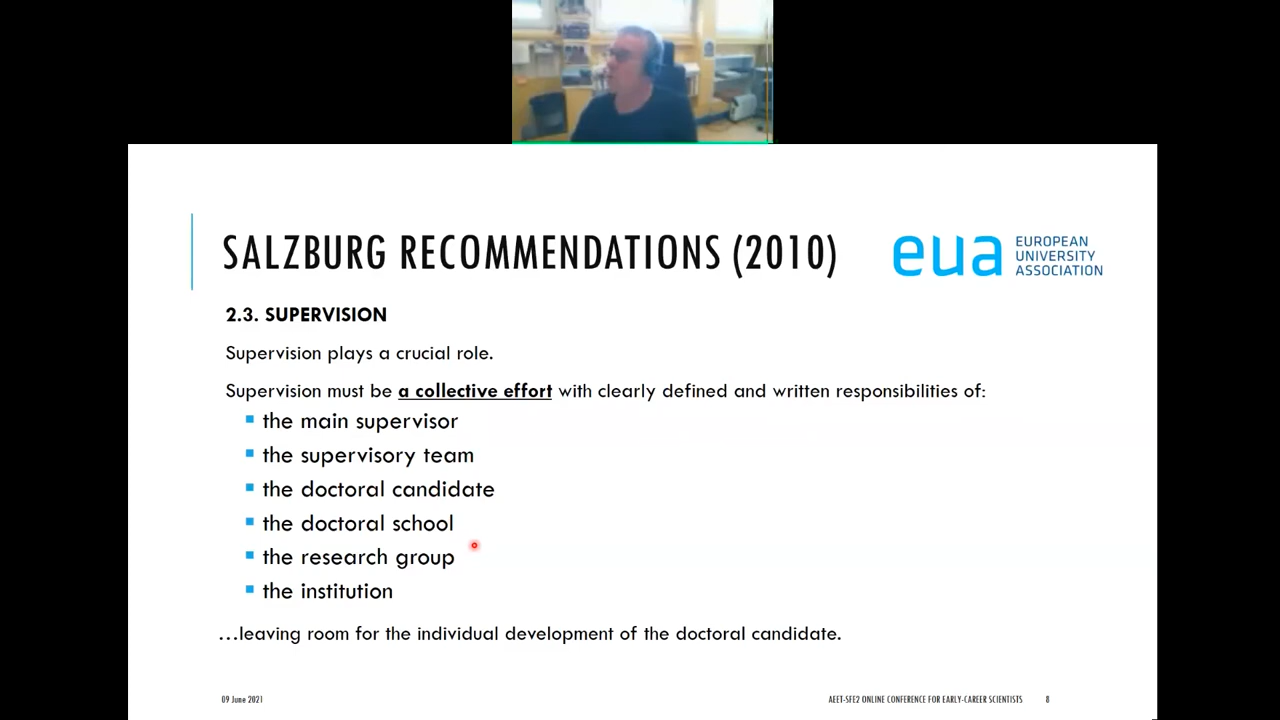 SALZBURG RECOMMENDATIONS (2010)
eua EUROPEAN
UNIVERSITY
ASSOCIATION
2.3. SUPERVISION
Supervision plays a crucial role.
Supervision must be a collective effort with clearly defined and written responsibilities of:
the main supervisor
the supervisory team
the doctoral candidate
the doctoral school
the research group
the institution
...leaving room for the individual development of the doctoral candidate.
09 June 2021
AEET-SFE2 ONLINE CONFERENCE FOR EARLY-CAREER SCIENTISTS
8